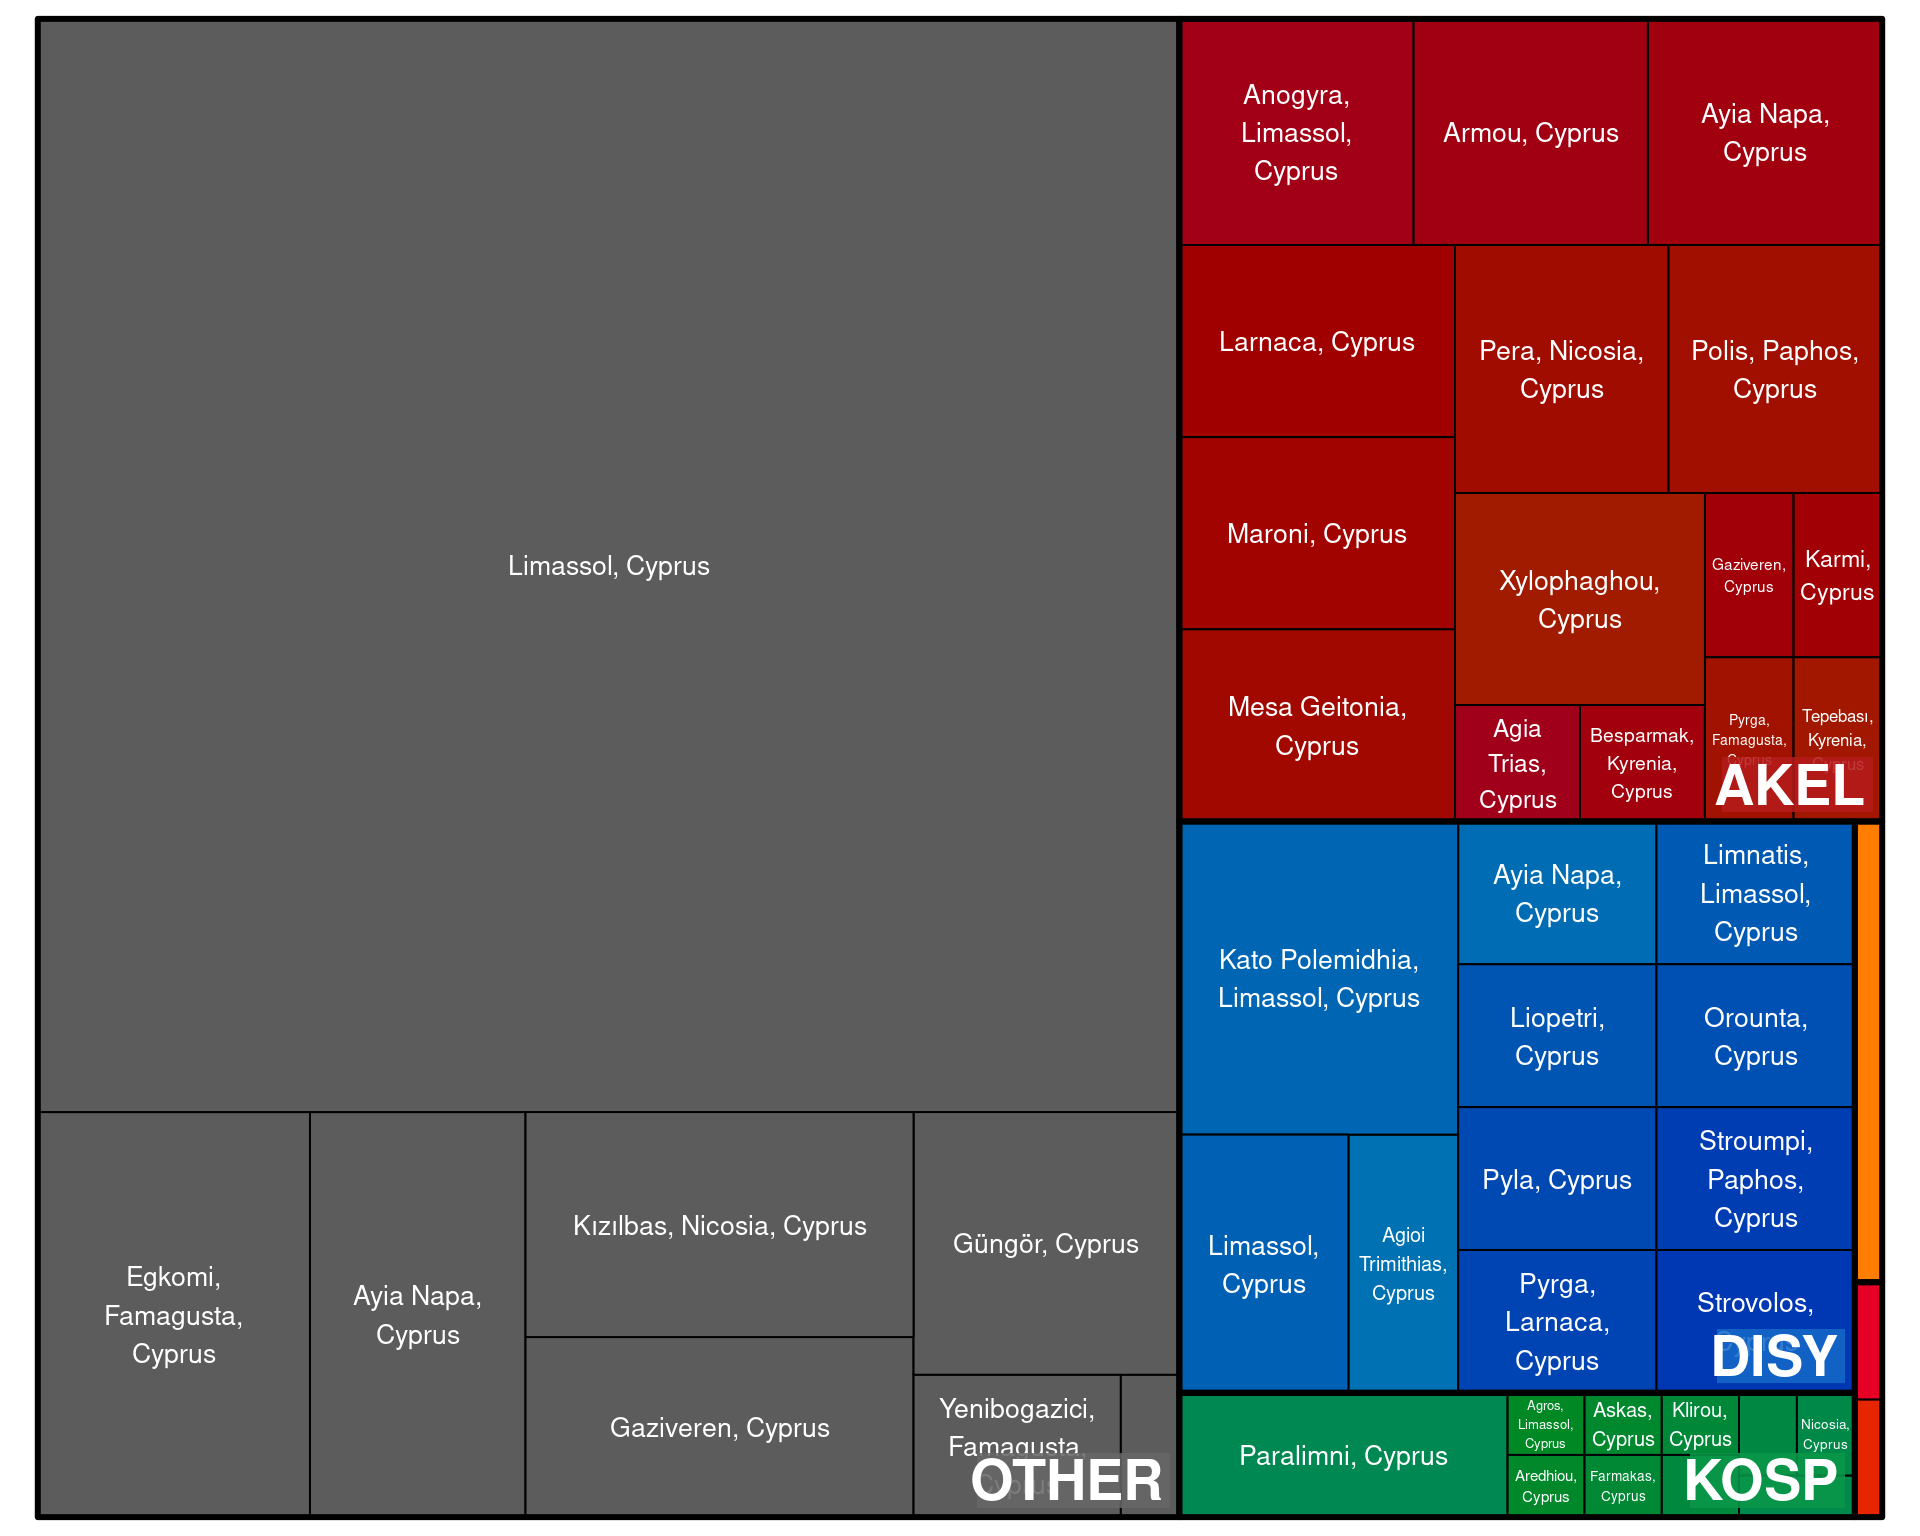 Limassol, Cyprus
Egkomi,
Famagusta,
Cyprus
Ayia Napa,
Cyprus
Kızılbas, Nicosia, Cyprus
Gaziveren, Cyprus
Güngör, Cyprus
Yenibogazici,
Famagusta,
Cyprus
OTHER
Anogyra,
Limassol,
Cyprus
Armou, Cyprus
Ayia Napa,
Cyprus
Larnaca, Cyprus
Maroni, Cyprus
Mesa Geitonia,
Cyprus
Pera, Nicosia,
Cyprus
Polis, Paphos,
Cyprus
Xylophaghou,
Cyprus
Agia
Trias,
Cyprus
Besparmak,
Kyrenia,
Cyprus
Gaziveren,
Cyprus
Karmi,
Cyprus
Pyrga,
Famagusta,
Cyprus
Tepebası,
Kyrenia,
Cyprus
AKEL
Kato Polemidhia,
Limassol, Cyprus
Limassol,
Cyprus
Agioi
Trimithias,
Cyprus
Ayia Napa,
Cyprus
Limnatis,
Limassol,
Cyprus
Liopetri,
Cyprus
Orounta,
Cyprus
Pyla, Cyprus
Stroumpi,
Paphos,
Cyprus
Pyrga,
Larnaca,
Cyprus
Strovolos,
DISY
Paralimni, Cyprus
Agros,
Limassol,
Cyprus
Aredhiou,
Cyprus
Askas,
Cyprus
Farmakas,
Cyprus
Klirou,
Cyprus
Nicosia,
Cyprus
KOSP